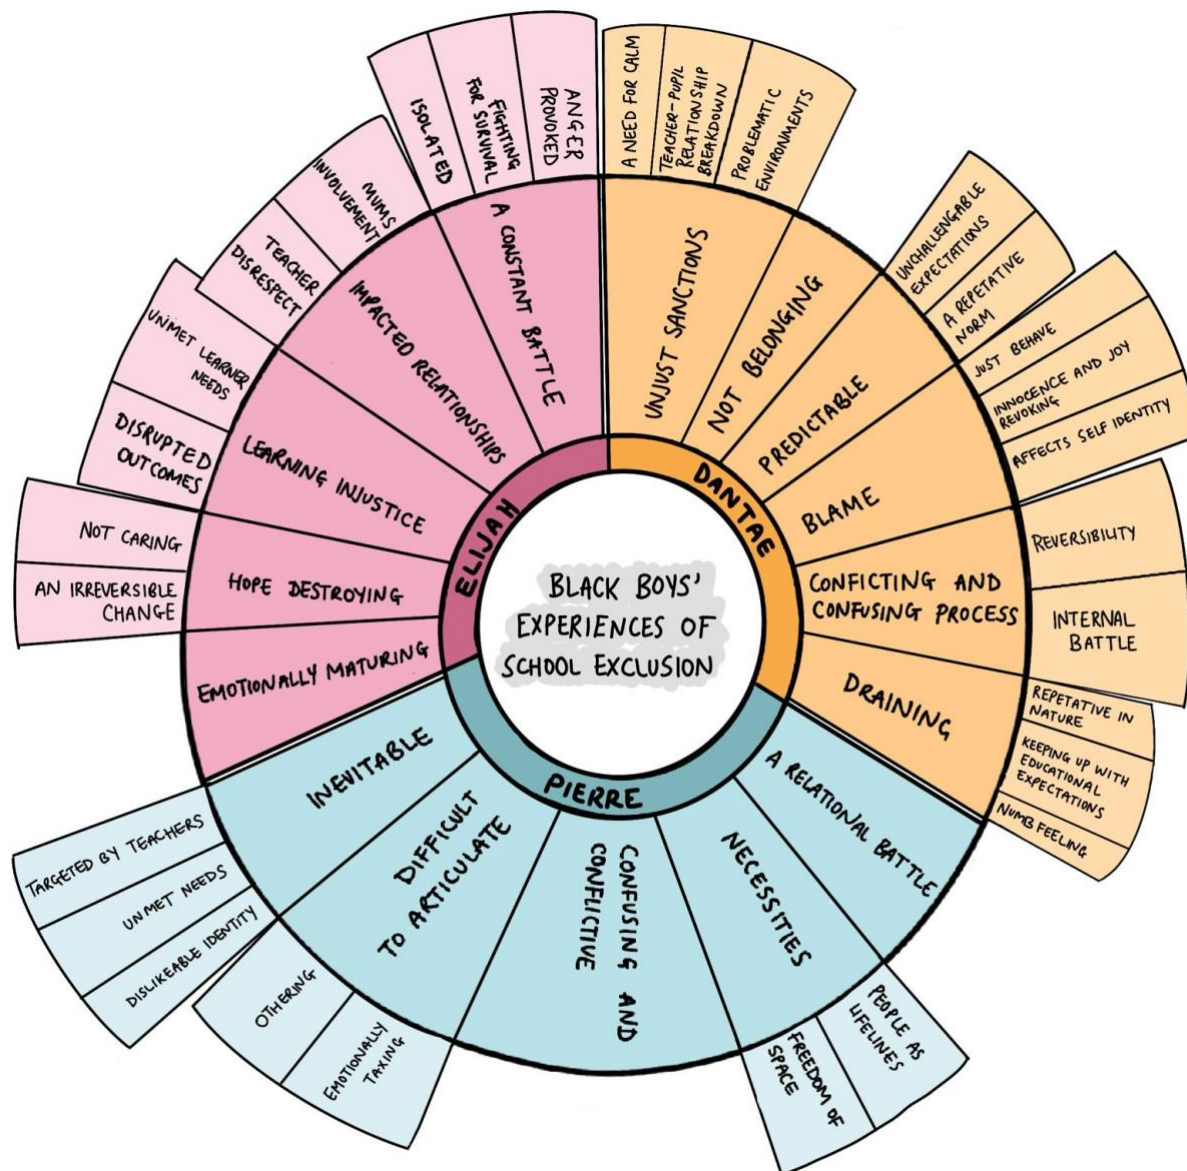 BLACK BOYS'
EXPERIENCES OF
SCHOOL EXCLUSION
DANTAE
UNJUST SANCTIONS
A NEED FOR CALM
TEACHER-PUPIL
RELATIONSHIP
BREAKDOWN
PROBLEMATIC
ENVIRONMENTS
NOT BELONGING
PREDICTABLE
UNCHALLENGABLE
EXPECTATIONS
A REPETATIVE
NORM
BLAME
JUST BEHAVE
INNOCENCE AND JOY
REVOKING
AFFECTS SELF IDENTITY
CONFICTING AND
CONFUSING PROCESS
REVERSIBILITY
INTERNAL
BATTLE
DRAINING
REPETATIVE IN
NATURE
KEEPING UP WITH
EDUCATIONAL
EXPECTATIONS
NUMB FEELING
PIERRE
A RELATIONAL BATTLE
NECESSITIES
PEOPLE AS
LIFELINES
FREEDOM OF
SPACE
CONFUSING AND
CONFLICTIVE
DIFFICULT
TO ARTICULATE
EMOTIONALLY
TAXING
OTHERING
INEVITABLE
DISLIKEABLE IDENTITY
UNMET NEEDS
TARGETED BY TEACHERS
ELIJAH
EMOTIONALLY MATURING
HOPE DESTROYING
AN IRREVERSIBLE
CHANGE
NOT CARING
LEARNING INJUSTICE
DISRUPTED
OUTCOMES
UNMET LEARNER
NEEDS
IMPACTED RELATIONSHIPS
TEACHER
DISRESPECT
MUMS
INVOLVEMENT
A CONSTANT BATTLE
ISOLATED
FIGHTING
FOR SURVIVAL
ANGER
PROVOKED